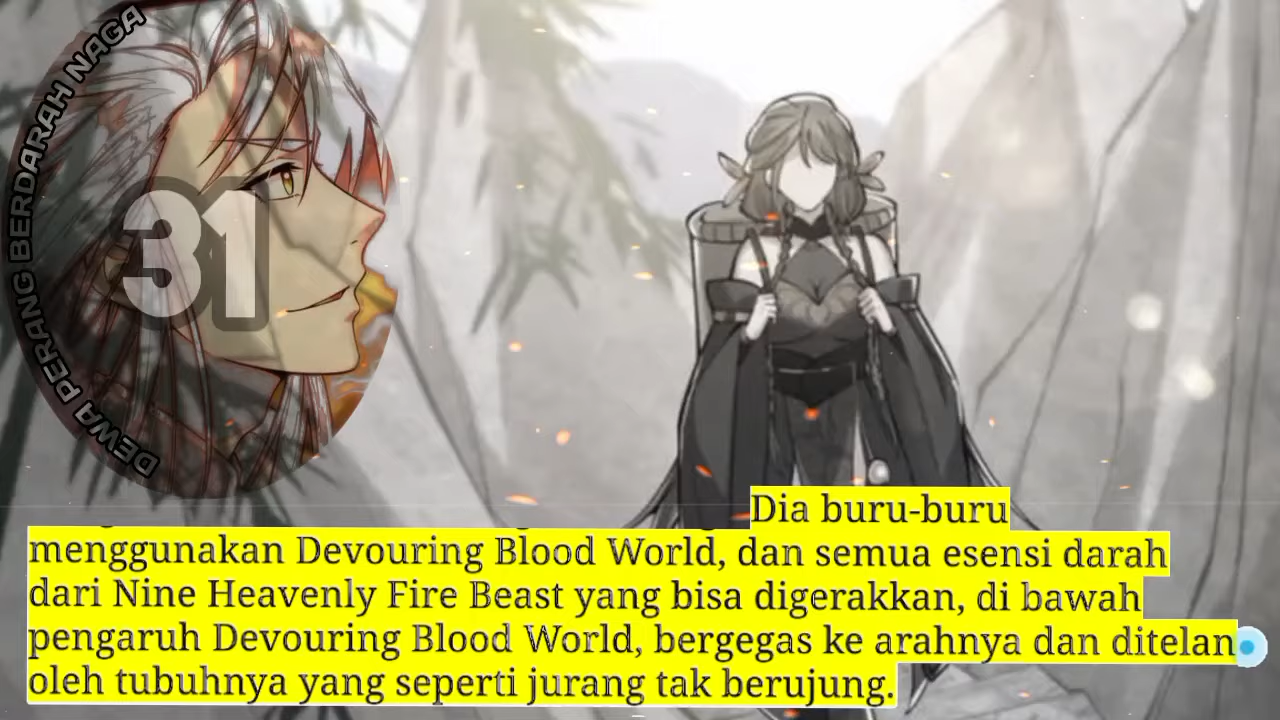 DEWA PERANG BERDARAH NAGA
31
Dia buru-buru
menggunakan Devouring Blood World, dan semua esensi darah
dari Nine Heavenly Fire Beast yang bisa digerakkan, di bawah
pengaruh Devouring Blood World, bergegas ke arahnya dan ditelan
oleh tubuhnya yang seperti jurang tak berujung.